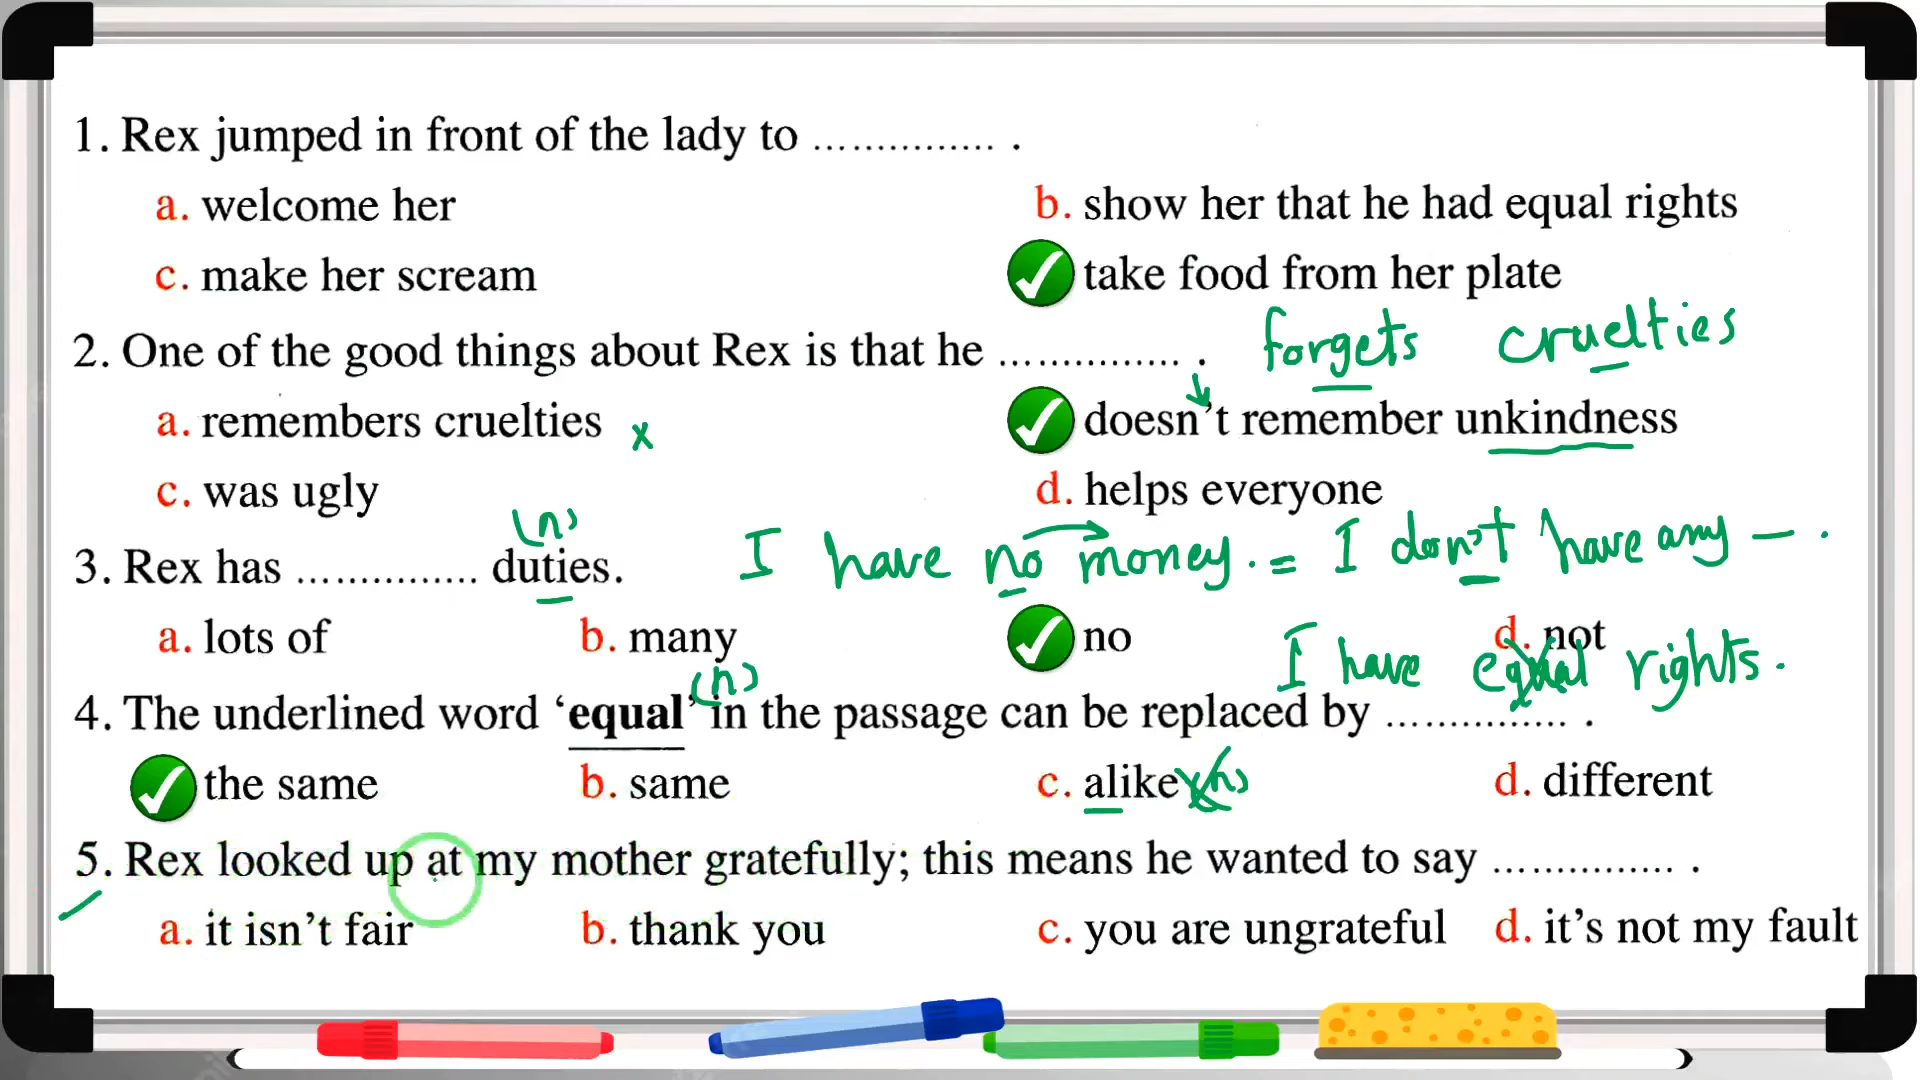 1. Rex jumped in front of the lady to ............... .
a. welcome her
b. show her that he had equal rights
c. make her scream
take food from her plate
forgets cruelties
2. One of the good things about Rex is that he ............... .
a. remembers cruelties x
doesn't remember unkindness
c. was ugly
d. helps everyone
(n)
I have no money. = I don't have any — .
3. Rex has ............... duties.
a. lots of
b. many
no
d. not
I have equal rights.
(n)
4. The underlined word ‘equal’ in the passage can be replaced by ............... .
the same
b. same
c. alike x (n)
d. different
5. Rex looked up at my mother gratefully; this means he wanted to say ............... .
a. it isn't fair
b. thank you
c. you are ungrateful
d. it's not my fault